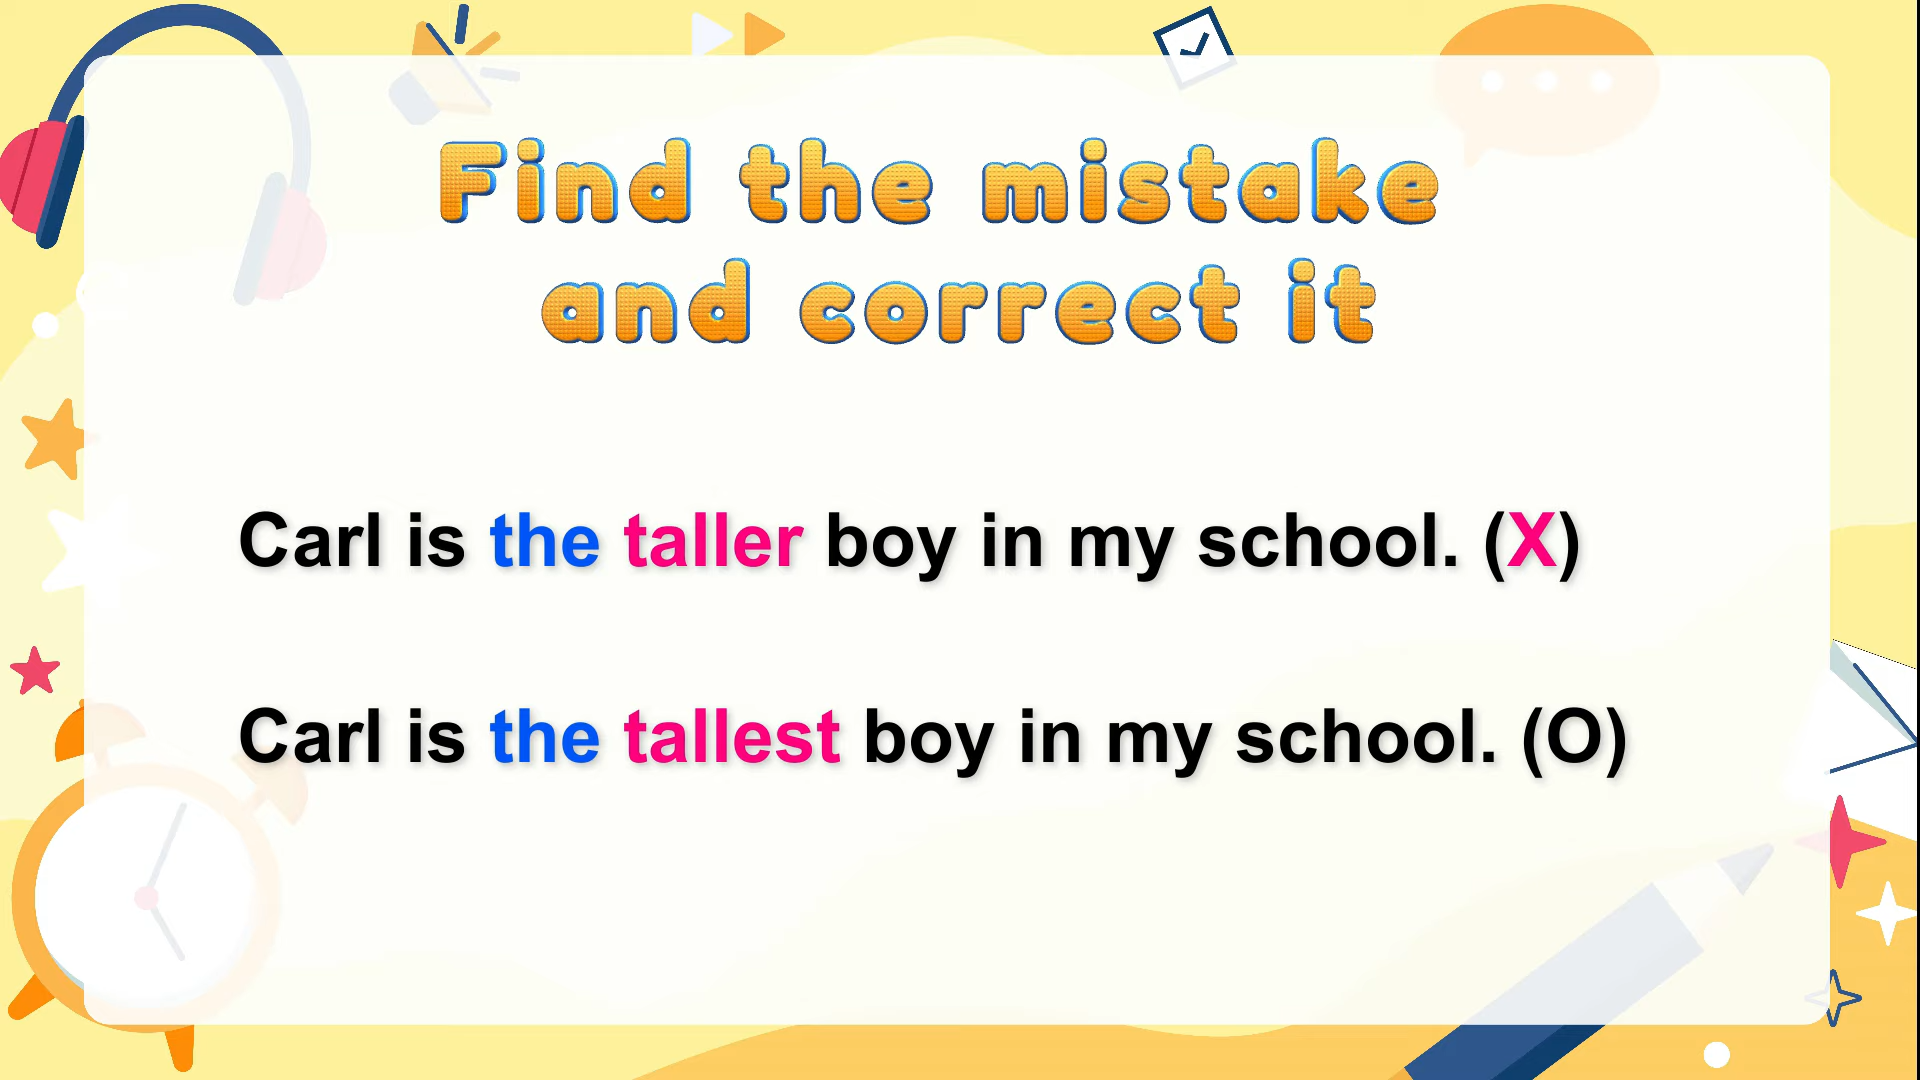 Find the mistake
and correct it
Carl is the taller boy in my school. (X)
Carl is the tallest boy in my school. (O)